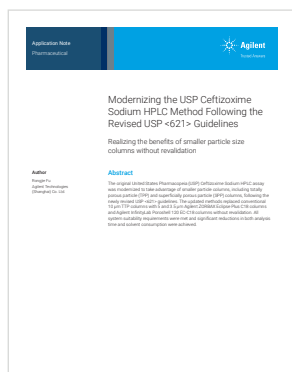 Application Note
Pharmaceutical
Agilent
Trusted Answers
Modernizing the USP Ceftizoxime
Sodium HPLC Method Following the
Revised USP <621> Guidelines
Realizing the benefits of smaller particle size
columns without revalidation
Author
Rongjie Fu
Agilent Technologies
(Shanghai) Co. Ltd.
Abstract
The original United States Pharmacopeia (USP) Ceftizoxime Sodium HPLC assay
was modernized to take advantage of smaller particle columns, including totally
porous particle (TPP) and superficially porous particle (SPP) columns, following
the newly revised USP <621> guidelines. The updated methods replaced conventional
10 µm TTP columns with 5 and 3.5 µm Agilent ZORBAX Eclipse Plus C18 columns
and Agilent InfinityLab Poroshell 120 EC-C18 columns without revalidation. All
system suitability requirements were met and significant reductions in both analysis
time and solvent consumption were achieved.